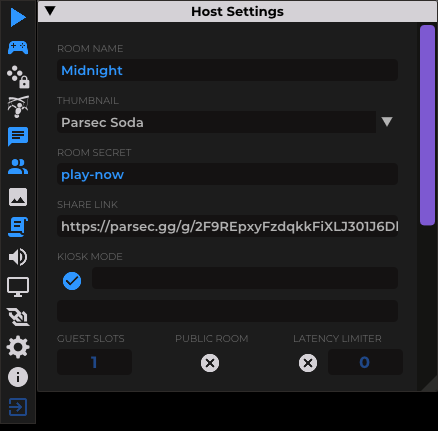 Host Settings
ROOM NAME
Midnight
THUMBNAIL
Parsec Soda
ROOM SECRET
play-now
SHARE LINK
https://parsec.gg/g/2F9REpxyFzdqkkFiXLJ301J6D
KIOSK MODE
GUEST SLOTS PUBLIC ROOM LATENCY LIMITER
1 0